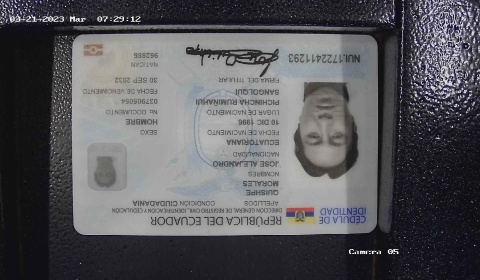 03-21-2023 Mar 07:29:12
CÉDULA DE IDENTIDAD
REPÚBLICA DEL ECUADOR
DIRECCIÓN GENERAL DE REGISTRO CIVIL, IDENTIFICACIÓN Y CEDULACIÓN
APELLIDOS
CONDICIÓN CIUDADANÍA
QUISHPE
MORALES
NOMBRES
JOSE ALEJANDRO
NACIONALIDAD
ECUATORIANA
FECHA DE NACIMIENTO
10 DIC 1996
LUGAR DE NACIMIENTO
PICHINCHA RUMIÑAHUI
SANGOLQUI
FIRMA DEL TITULAR
SEXO
HOMBRE
No. DOCUMENTO
FECHA DE VENCIMIENTO
30 SEP 2032
NAT/CAN
NUI.1722411293
Camera 05